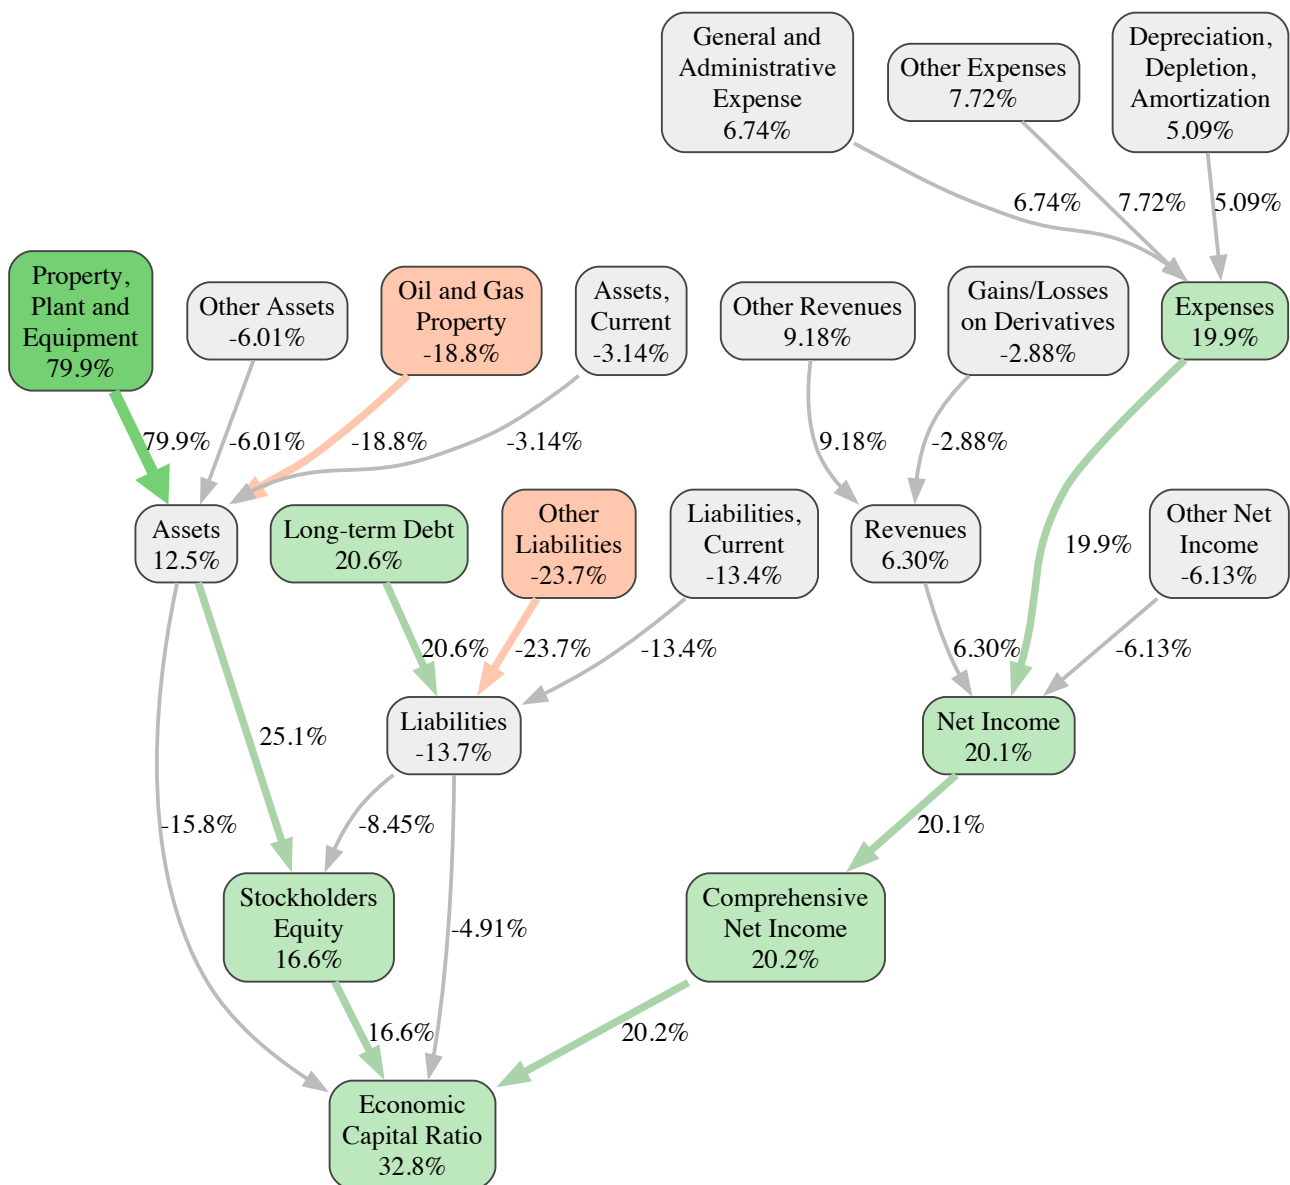 General and
Administrative
Expense
6.74%
Other Expenses
7.72%
Depreciation,
Depletion,
Amortization
5.09%
6.74%
7.72%
5.09%
Property,
Plant and
Equipment
79.9%
Other Assets
-6.01%
Oil and Gas
Property
-18.8%
Assets,
Current
-3.14%
Other Revenues
9.18%
Gains/Losses
on Derivatives
-2.88%
Expenses
19.9%
79.9%
-6.01%
-18.8%
-3.14%
9.18%
-2.88%
Assets
12.5%
Long-term Debt
20.6%
Other
Liabilities
-23.7%
Liabilities,
Current
-13.4%
Revenues
6.30%
19.9%
Other Net
Income
-6.13%
20.6%
-23.7%
-13.4%
6.30%
-6.13%
Liabilities
-13.7%
Net Income
20.1%
25.1%
-15.8%
-8.45%
20.1%
Stockholders
Equity
16.6%
-4.91%
Comprehensive
Net Income
20.2%
16.6%
20.2%
Economic
Capital Ratio
32.8%